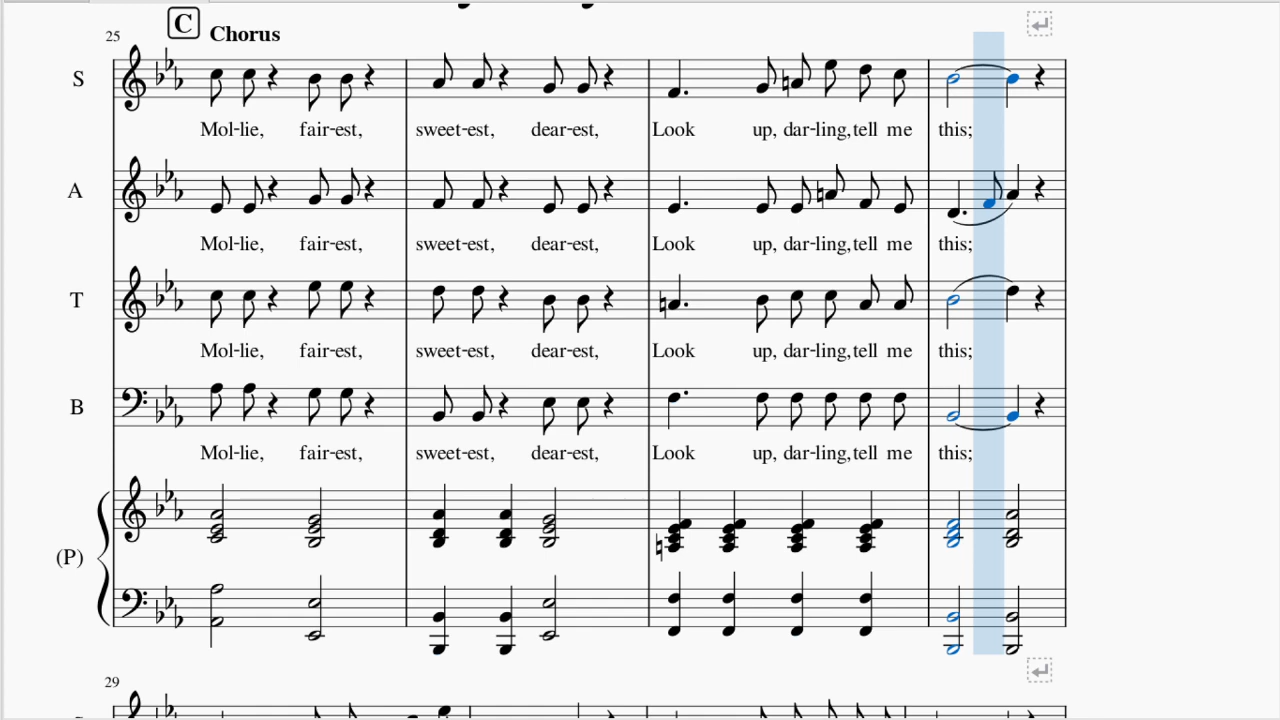 C Chorus
25
S
Mol-lie, fair-est, sweet-est, dear-est, Look up, dar-ling, tell me this;
A
Mol-lie, fair-est, sweet-est, dear-est, Look up, dar-ling, tell me this;
T
Mol-lie, fair-est, sweet-est, dear-est, Look up, dar-ling, tell me this;
B
Mol-lie, fair-est, sweet-est, dear-est, Look up, dar-ling, tell me this;
(P)
29